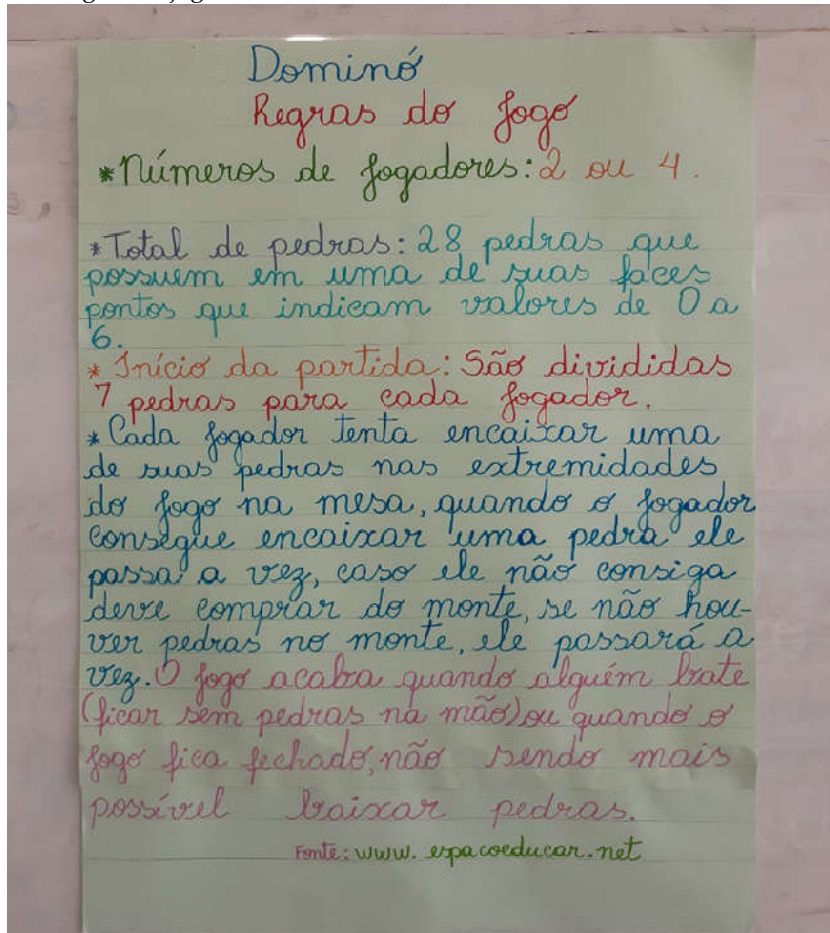 Dominó
Regras do Jogo
*Números de Jogadores: 2 ou 4.
*Total de pedras: 28 pedras que
possuem em uma de suas faces
pontos que indicam valores de 0 a
6.
* Início da partida: São divididas
7 pedras para cada jogador.
* Cada jogador tenta encaixar uma
de suas pedras nas extremidades
do jogo na mesa, quando o jogador
consegue encaixar uma pedra ele
passa a vez, caso ele não consiga
deve comprar do monte, se não hou-
ver pedras no monte, ele passará a
vez. O jogo acaba quando alguém bate
(ficar sem pedras na mão) ou quando o
jogo fica fechado, não sendo mais
possível baixar pedras.
Fonte: www.espacoeducar.net